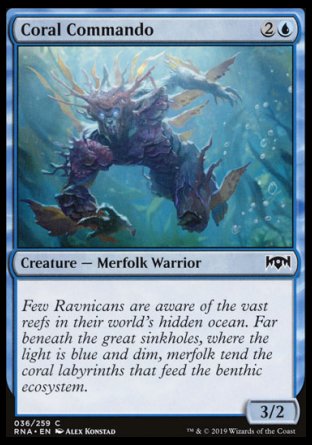 Coral Commando 2
Creature — Merfolk Warrior
Few Ravnicans are aware of the vast
reefs in their world's hidden ocean. Far
beneath the great sinkholes, where the
light is blue and dim, merfolk tend the
coral labyrinths that feed the benthic
ecosystem.
3/2
036/259 C
RNA • EN Alex Konstad ™ & © 2019 Wizards of the Coast